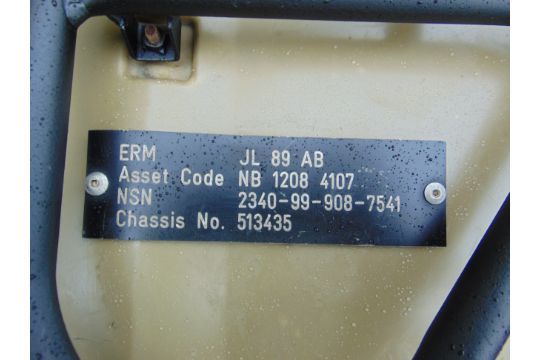 ERM JL 89 AB
Asset Code NB 1208 4107
NSN 2340-99-908-7541
Chassis No. 513435